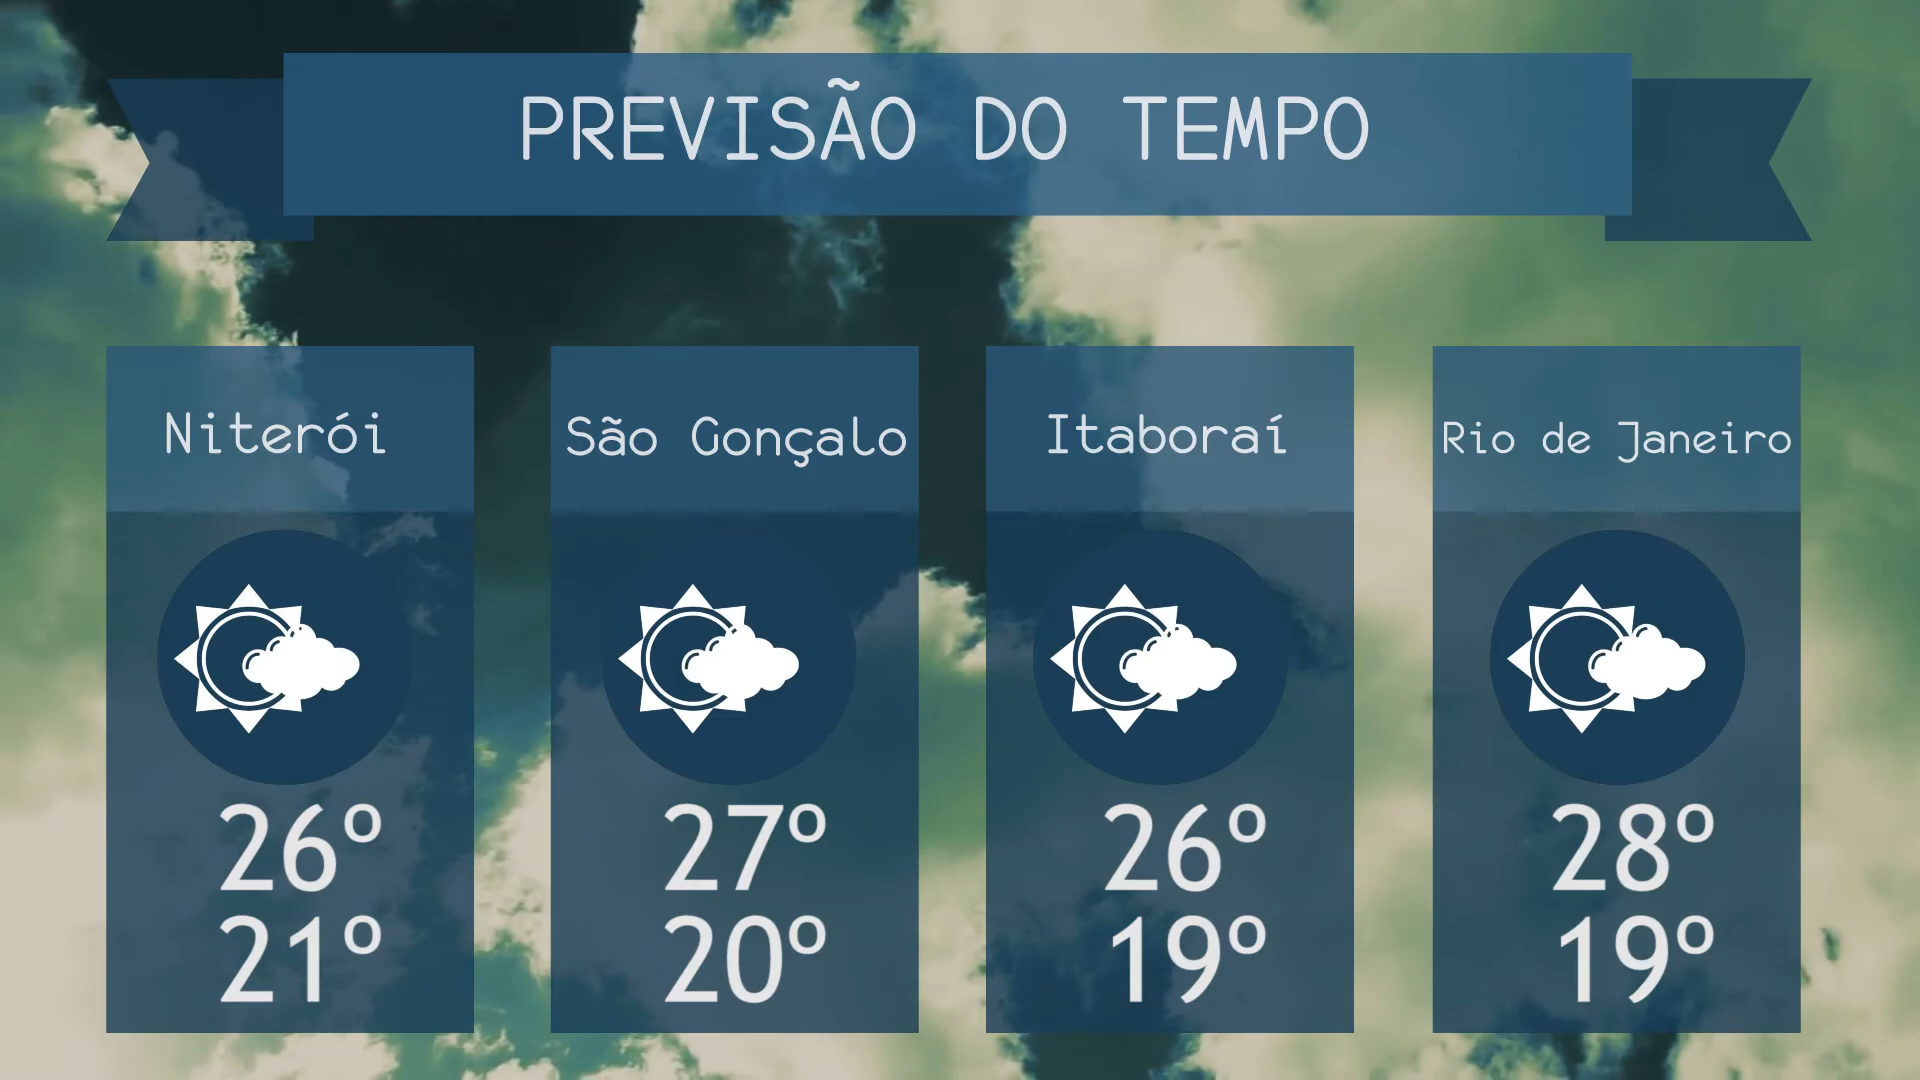 PREVISÃO DO TEMPO
Niterói
26º
21º
São Gonçalo
27º
20º
Itaboraí
26º
19º
Rio de Janeiro
28º
19º